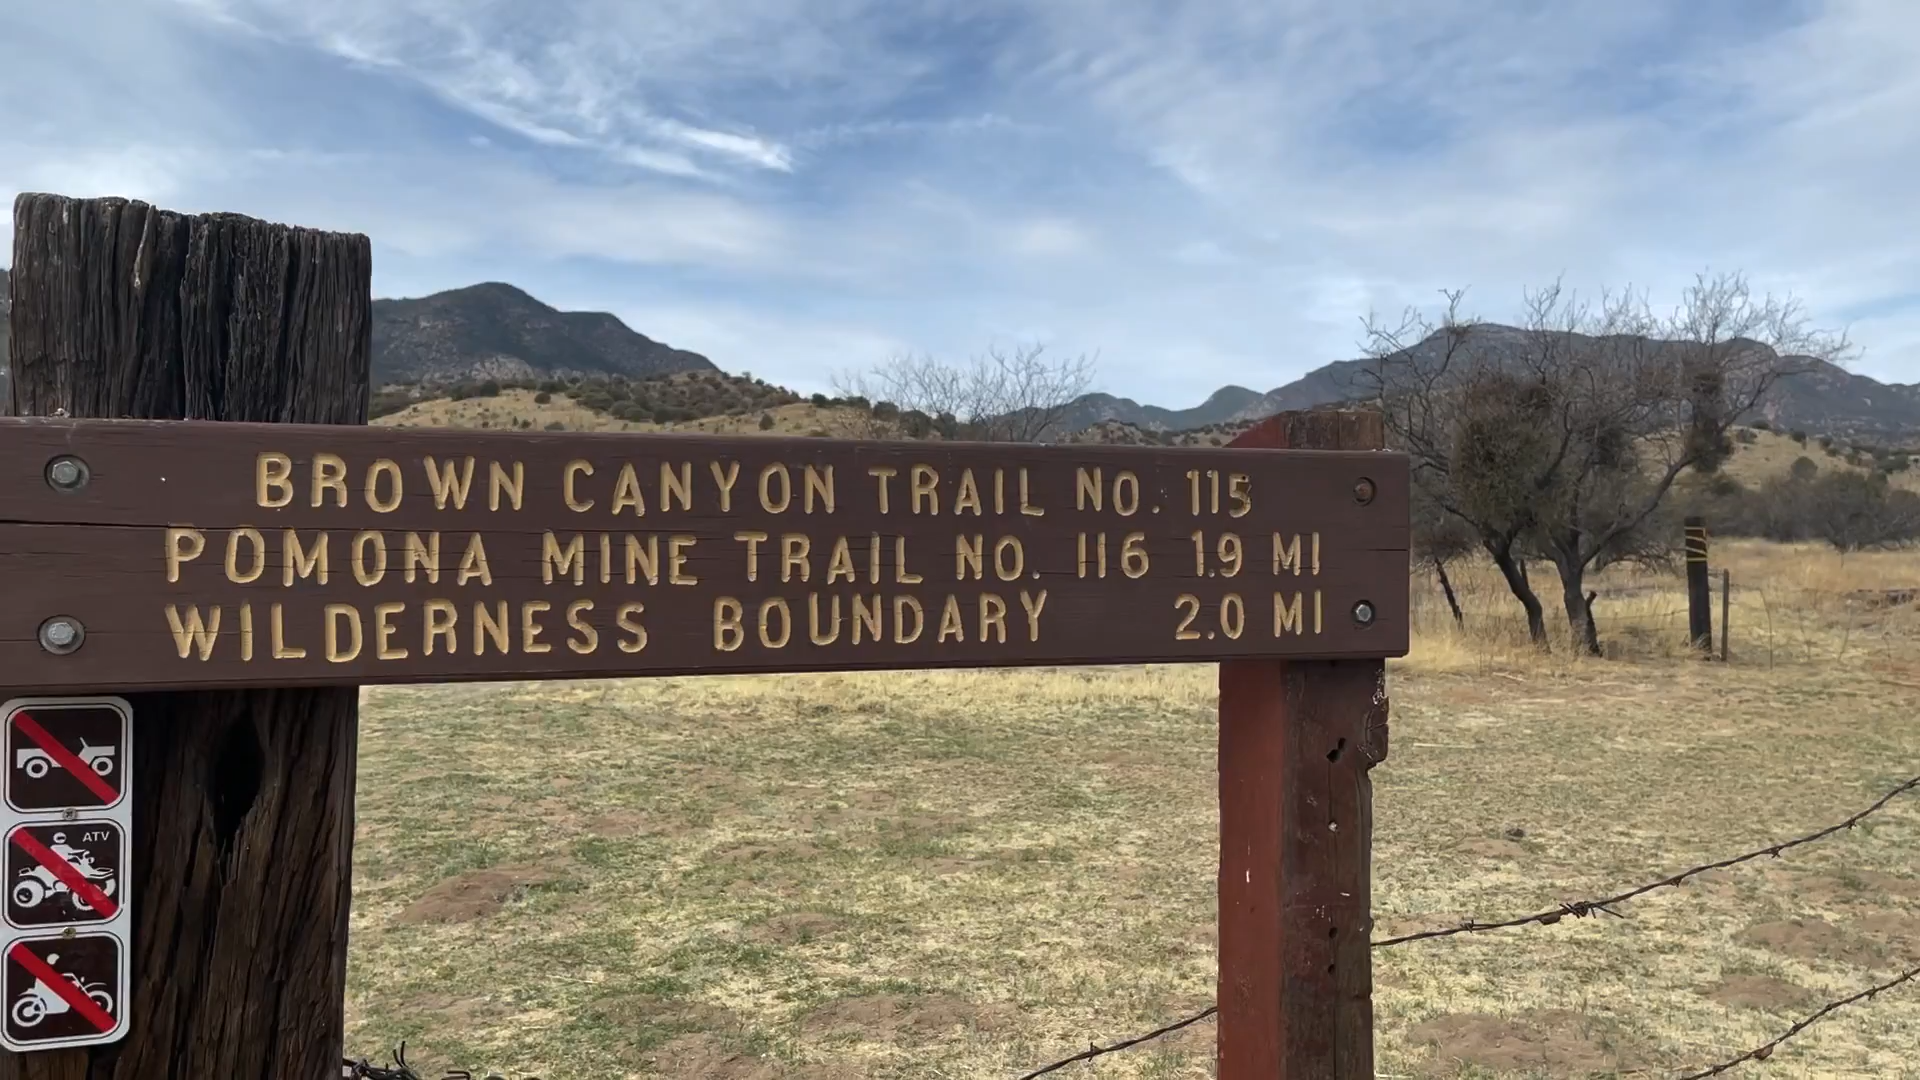 BROWN CANYON TRAIL NO. 115
POMONA MINE TRAIL NO. 116 1.9 MI
WILDERNESS BOUNDARY 2.0 MI
ATV